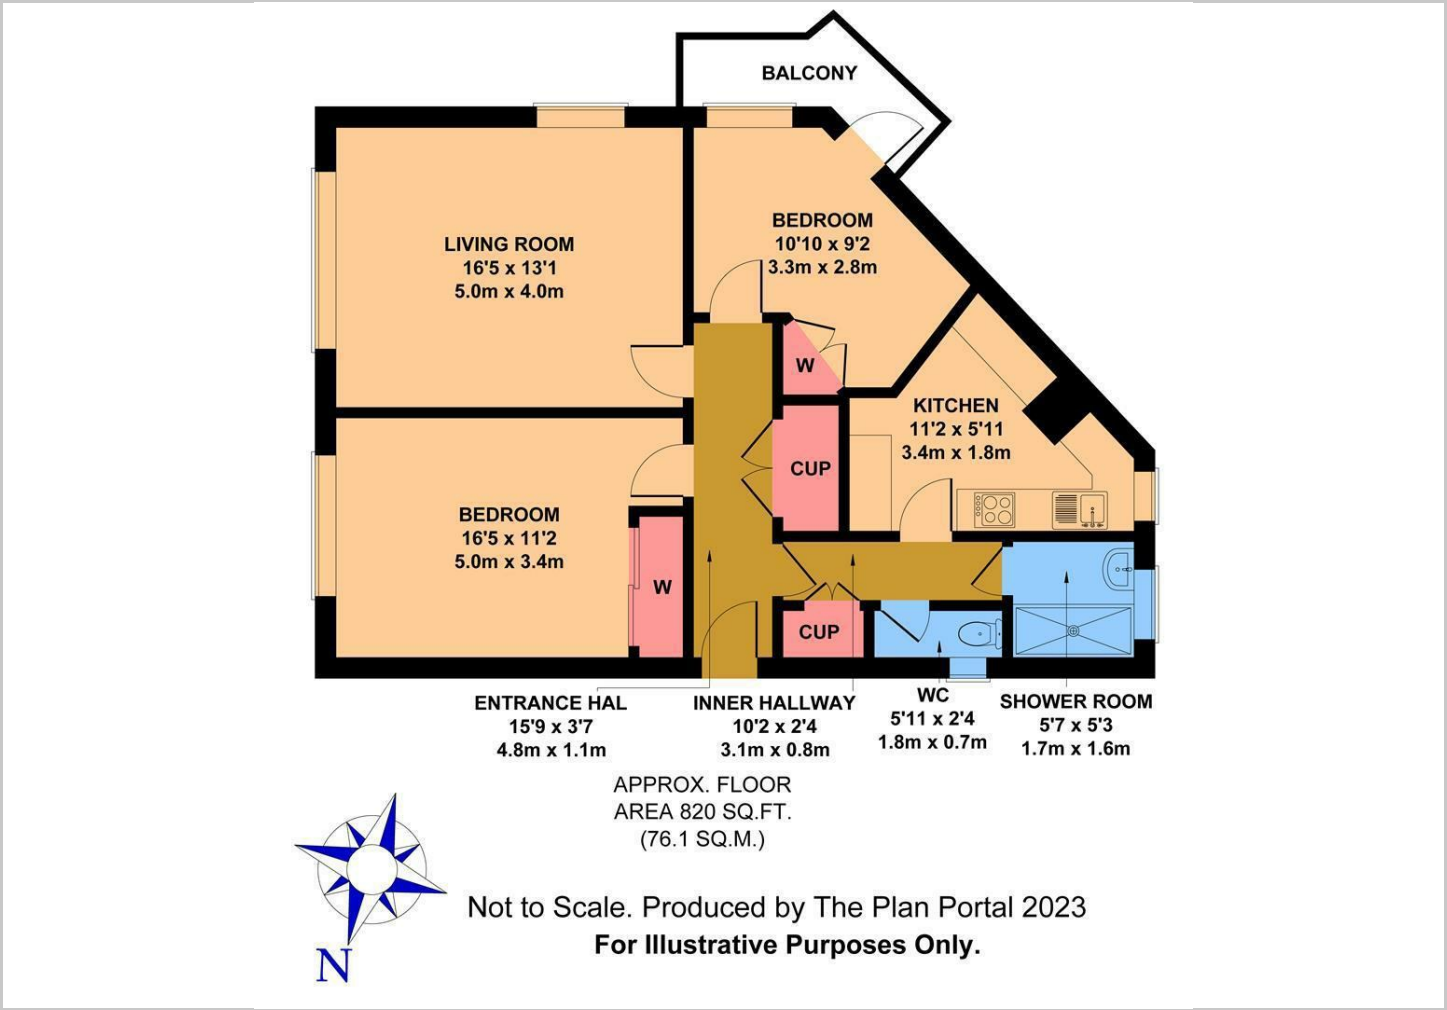 BALCONY
LIVING ROOM
16'5 x 13'1
5.0m x 4.0m
BEDROOM
10'10 x 9'2
3.3m x 2.8m
W
KITCHEN
11'2 x 5'11
3.4m x 1.8m
CUP
BEDROOM
16'5 x 11'2
5.0m x 3.4m
W
CUP
ENTRANCE HAL
15'9 x 3'7
4.8m x 1.1m
INNER HALLWAY
10'2 x 2'4
3.1m x 0.8m
WC
5'11 x 2'4
1.8m x 0.7m
SHOWER ROOM
5'7 x 5'3
1.7m x 1.6m
APPROX. FLOOR
AREA 820 SQ.FT.
(76.1 SQ.M.)
N
Not to Scale. Produced by The Plan Portal 2023
For Illustrative Purposes Only.